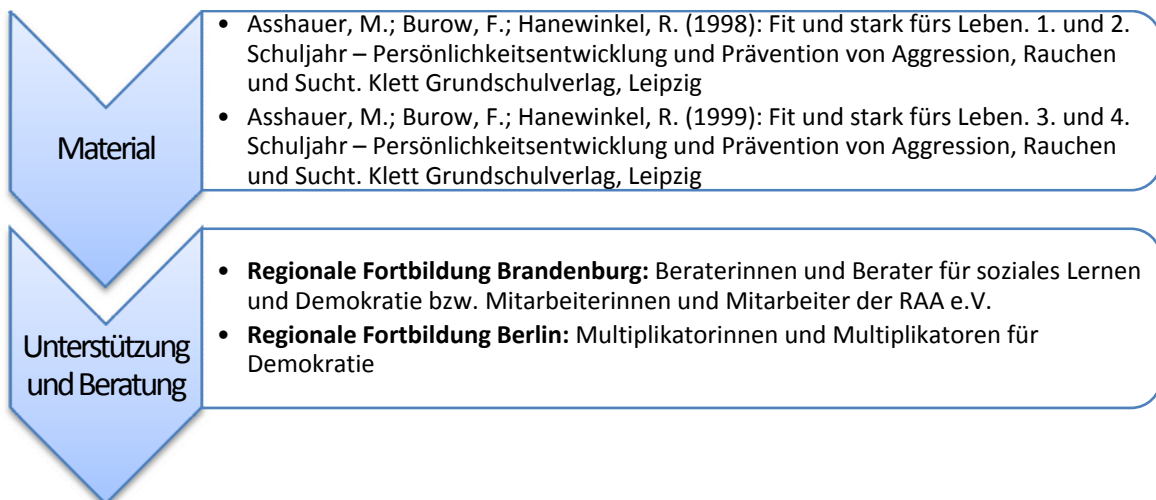 Material
• Asshauer, M.; Burow, F.; Hanewinkel, R. (1998): Fit und stark fürs Leben. 1. und 2.
Schuljahr – Persönlichkeitsentwicklung und Prävention von Aggression, Rauchen
und Sucht. Klett Grundschulverlag, Leipzig
• Asshauer, M.; Burow, F.; Hanewinkel, R. (1999): Fit und stark fürs Leben. 3. und 4.
Schuljahr – Persönlichkeitsentwicklung und Prävention von Aggression, Rauchen
und Sucht. Klett Grundschulverlag, Leipzig
Unterstützung
und Beratung
• Regionale Fortbildung Brandenburg: Beraterinnen und Berater für soziales Lernen
und Demokratie bzw. Mitarbeiterinnen und Mitarbeiter der RAA e.V.
• Regionale Fortbildung Berlin: Multiplikatorinnen und Multiplikatoren für
Demokratie